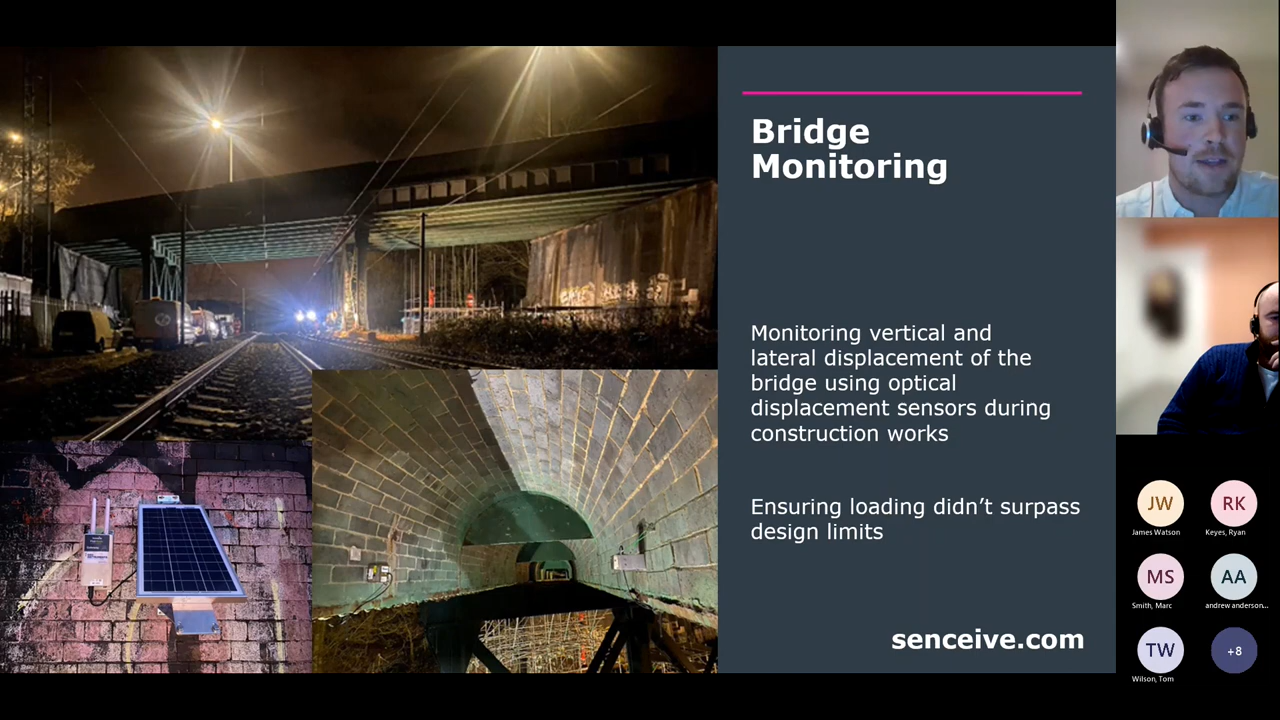 Bridge
Monitoring
Monitoring vertical and
lateral displacement of the
bridge using optical
displacement sensors during
construction works
Ensuring loading didn’t surpass
design limits
senceive.com
JW
James Watson
RK
Keyes, Ryan
MS
Smith, Marc
AA
andrew anderson...
TW
Wilson, Tom
+8